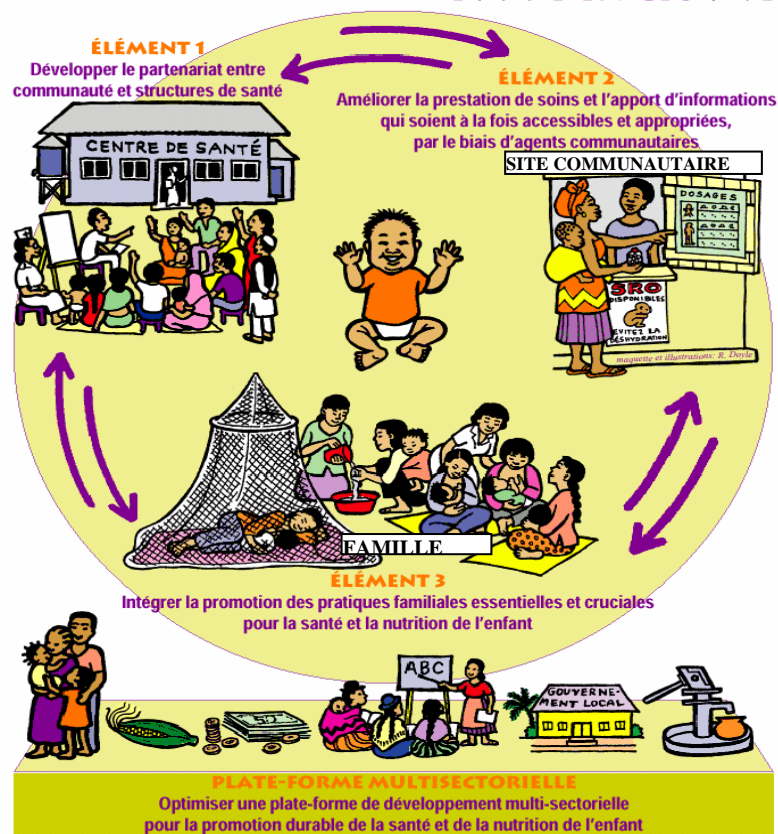 ÉLÉMENT 1
Développer le partenariat entre
communauté et structures de santé
ÉLÉMENT 2
Améliorer la prestation de soins et l'apport d'informations
qui soient à la fois accessibles et appropriées,
par le biais d'agents communautaires
SITE COMMUNAUTAIRE
CENTRE DE SANTÉ
DOSAGES
SRO
DISPONIBLES
EVITEZ LA
DÉSHYDRATION
maquette et illustrations: R. Doyle
FAMILLE
ÉLÉMENT 3
Intégrer la promotion des pratiques familiales essentielles et cruciales
pour la santé et la nutrition de l'enfant
ABC
GOUVERNE-
MENT LOCAL
50
PLATE-FORME MULTISECTORIELLE
Optimiser une plate-forme de développement multi-sectorielle
pour la promotion durable de la santé et de la nutrition de l'enfant